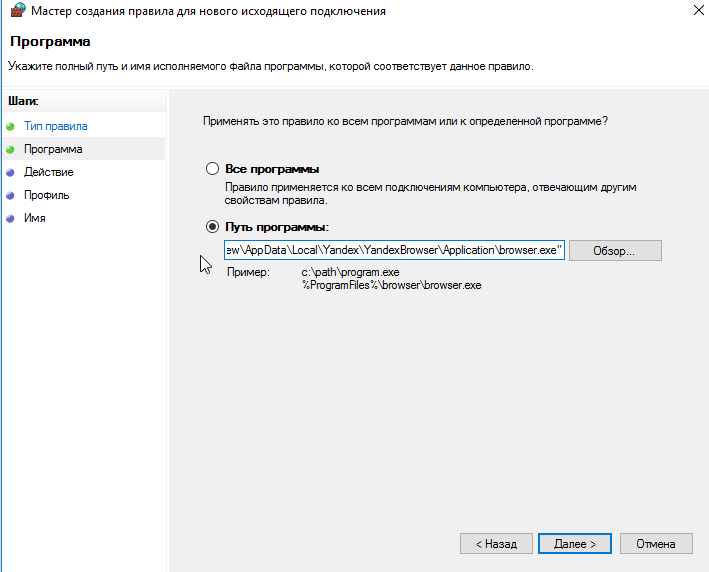 Мастер создания правила для нового исходящего подключения
Программа
Укажите полный путь и имя исполняемого файла программы, которой соответствует данное правило.
Шаги:
Тип правила
Программа
Действие
Профиль
Имя
Применять это правило ко всем программам или к определенной программе?
Все программы
Правило применяется ко всем подключениям компьютера, отвечающим другим
свойствам правила.
Путь программы:
ew\AppData\Local\Yandex\YandexBrowser\Application\browser.exe"
Обзор...
Пример:
c:\path\program.exe
%ProgramFiles%\browser\browser.exe
< Назад
Далее >
Отмена